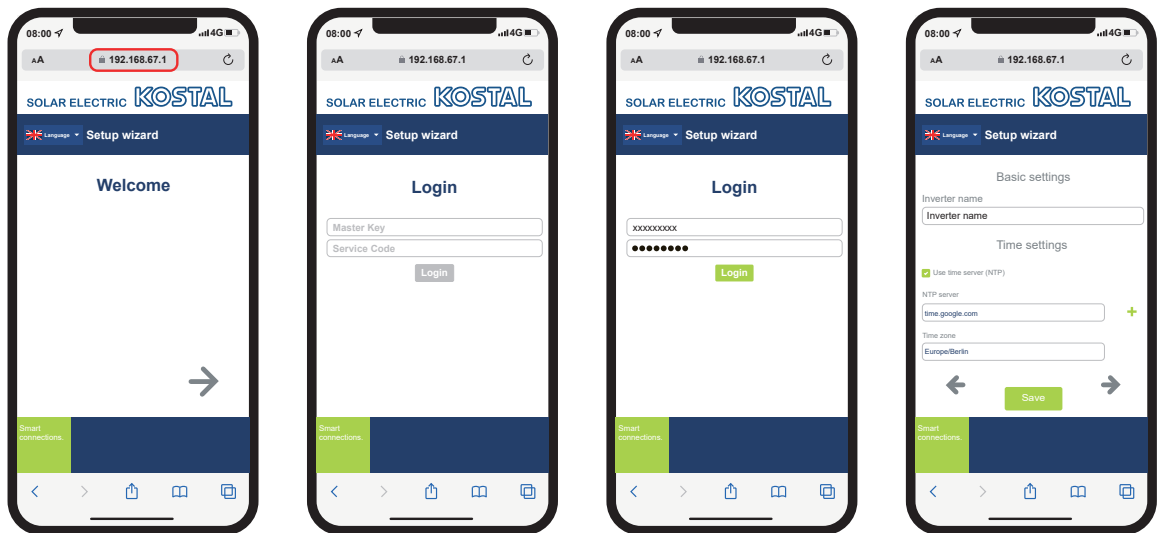 08:00
4G
AA
192.168.67.1
SOLAR ELECTRIC KOSTAL
Language
Setup wizard
Welcome
Smart
connections.
08:00
4G
AA
192.168.67.1
SOLAR ELECTRIC KOSTAL
Language
Setup wizard
Login
Master Key
Service Code
Login
Smart
connections.
08:00
4G
AA
192.168.67.1
SOLAR ELECTRIC KOSTAL
Language
Setup wizard
Login
xxxxxxxxx
●●●●●●●●
Login
Smart
connections.
08:00
4G
AA
192.168.67.1
SOLAR ELECTRIC KOSTAL
Language
Setup wizard
Basic settings
Inverter name
Inverter name
Time settings
Use time server (NTP)
NTP server
time.google.com
+
Time zone
Europe/Berlin
Save
Smart
connections.